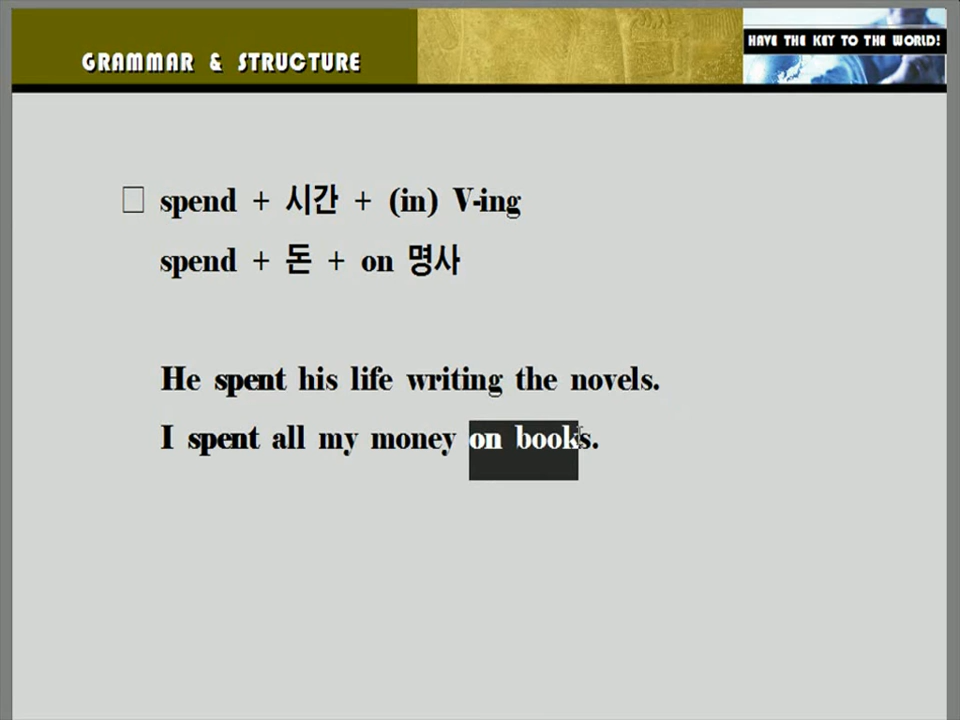 GRAMMAR & STRUCTURE
HAVE THE KEY TO THE WORLD!
□ spend + 시간 + (in) V-ing
spend + 돈 + on 명사
He spent his life writing the novels.
I spent all my money on books.